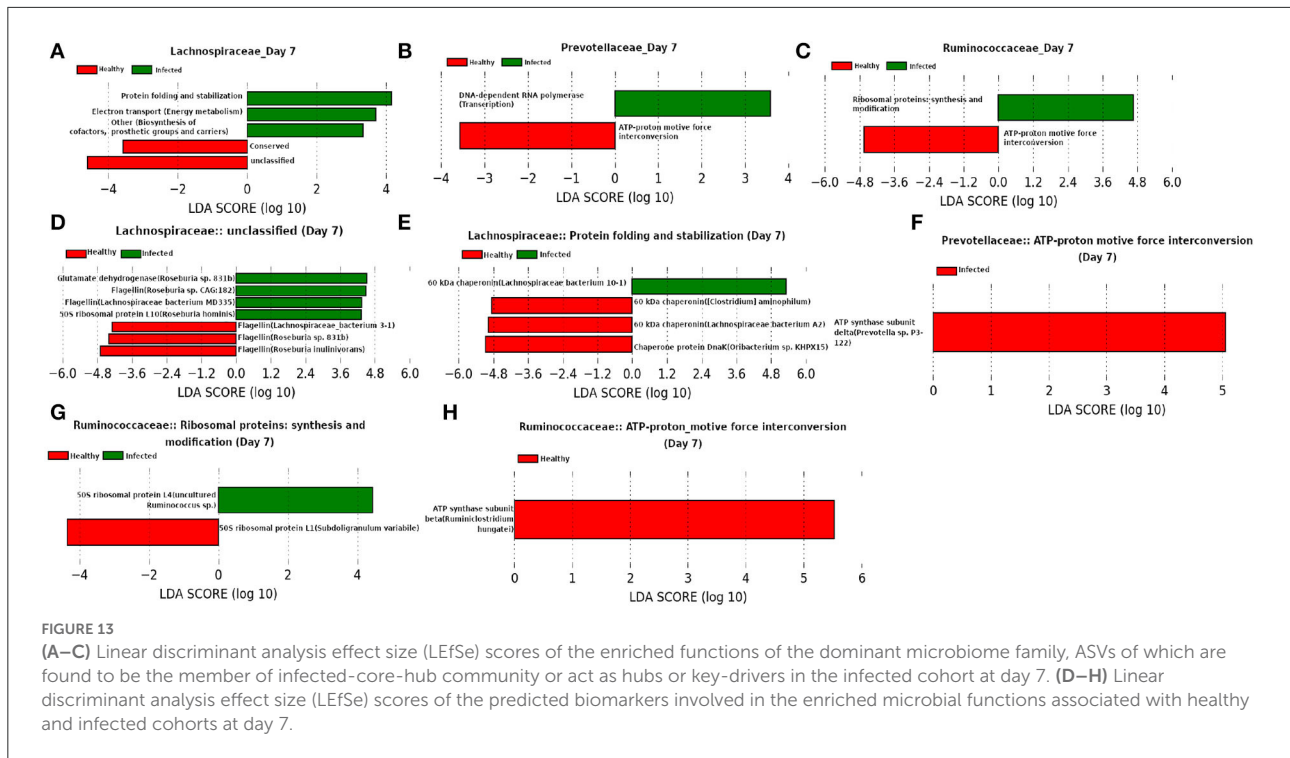 A
Lachnospiraceae_Day 7
Healthy Infected
Protein folding and stabilization
Electron transport (Energy metabolism)
Other (Biosynthesis of
cofactors, prosthetic groups and carriers)
Conserved
unclassified
−4 −2 0 2 4
LDA SCORE (log 10)
B
Prevotellaceae_Day 7
Healthy Infected
DNA-dependent RNA polymerase
(Transcription)
ATP-proton motive force
interconversion
−4 −3 −2 −1 0 1 2 3 4
LDA SCORE (log 10)
C
Ruminococcaceae_Day 7
Healthy Infected
Ribosomal proteins: synthesis and
modification
ATP-proton motive force
interconversion
−6.0 −4.8 −3.6 −2.4 −1.2 0.0 1.2 2.4 3.6 4.8 6.0
LDA SCORE (log 10)
D
Lachnospiraceae:: unclassified (Day 7)
Healthy Infected
Glutamate dehydrogenase(Roseburia sp. 831b)
Flagellin(Roseburia sp. CAG:182)
Flagellin(Lachnospiraceae bacterium MD335)
50S ribosomal protein L10(Roseburia hominis)
Flagellin(Lachnospiraceae_bacterium 3-1)
Flagellin(Roseburia sp. 831b)
Flagellin(Roseburia inulinivorans)
−6.0 −4.8 −3.6 −2.4 −1.2 0.0 1.2 2.4 3.6 4.8 6.0
LDA SCORE (log 10)
E
Lachnospiraceae:: Protein folding and stabilization (Day 7)
Healthy Infected
60 kDa chaperonin(Lachnospiraceae bacterium 10-1)
60 kDa chaperonin([Clostridium] aminophilum)
60 kDa chaperonin(Lachnospiraceae bacterium A2)
Chaperone protein DnaK(Oribacterium sp. KHPX15)
−6.0 −4.8 −3.6 −2.4 −1.2 0.0 1.2 2.4 3.6 4.8 6.0
LDA SCORE (log 10)
F
Prevotellaceae:: ATP-proton motive force interconversion
(Day 7)
Infected
ATP synthase subunit
delta(Prevotella sp. P3-
122)
0 1 2 3 4 5
LDA SCORE (log 10)
G
Ruminococcaceae:: Ribosomal proteins: synthesis and
modification (Day 7)
Healthy Infected
50S ribosomal protein L4(uncultured
Ruminococcus sp.)
50S ribosomal protein L1(Subdoligranulum variabile)
−4 −2 0 2 4
LDA SCORE (log 10)
H
Ruminococcaceae:: ATP-proton_motive force interconversion
(Day 7)
Healthy
ATP synthase subunit
beta(Ruminiclostridium
hungatei)
0 1 2 3 4 5 6
LDA SCORE (log 10)
FIGURE 13
(A–C) Linear discriminant analysis effect size (LEfSe) scores of the enriched functions of the dominant microbiome family, ASVs of which are
found to be the member of infected-core-hub community or act as hubs or key-drivers in the infected cohort at day 7. (D–H) Linear
discriminant analysis effect size (LEfSe) scores of the predicted biomarkers involved in the enriched microbial functions associated with healthy
and infected cohorts at day 7.